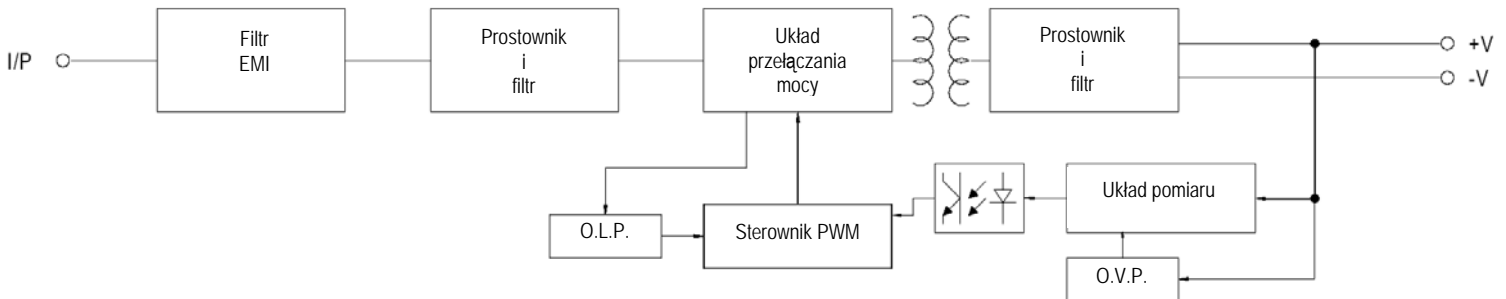 I/P
Filtr
EMI
Prostownik
i
filtr
Układ
przełączania
mocy
Prostownik
i
filtr
+V
-V
O.L.P.
Sterownik PWM
Układ pomiaru
O.V.P.